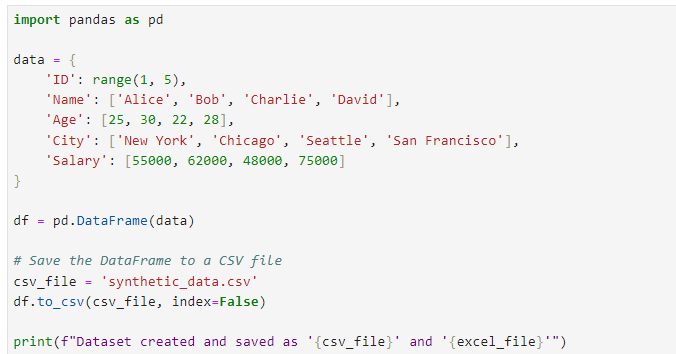 import pandas as pd
data = {
    'ID': range(1, 5),
    'Name': ['Alice', 'Bob', 'Charlie', 'David'],
    'Age': [25, 30, 22, 28],
    'City': ['New York', 'Chicago', 'Seattle', 'San Francisco'],
    'Salary': [55000, 62000, 48000, 75000]
}
df = pd.DataFrame(data)
# Save the DataFrame to a CSV file
csv_file = 'synthetic_data.csv'
df.to_csv(csv_file, index=False)
print(f"Dataset created and saved as '{csv_file}' and '{excel_file}'")